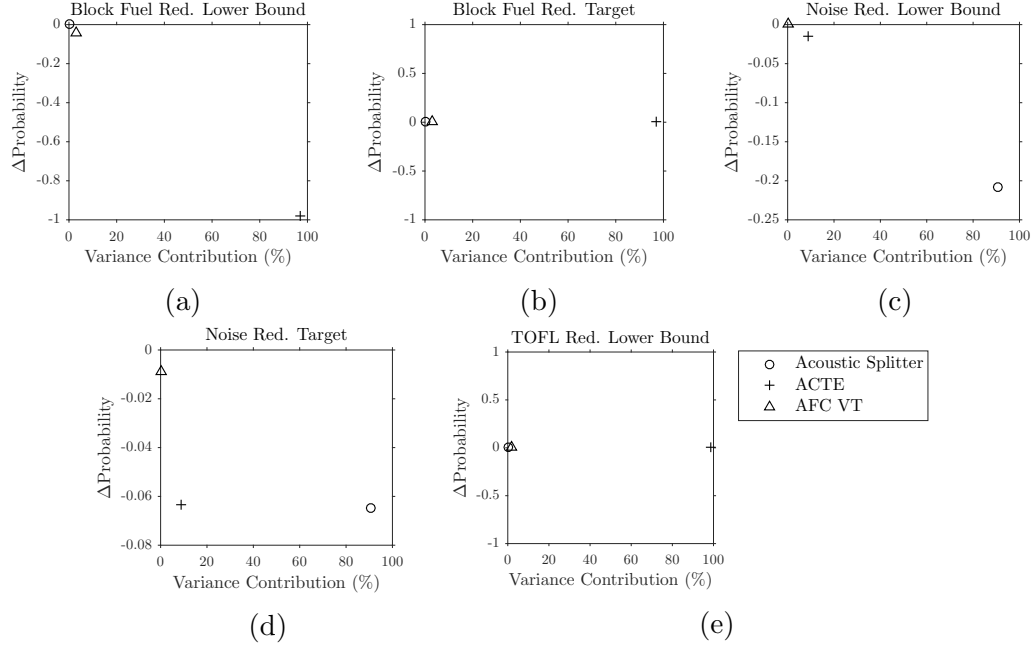 Block Fuel Red. Lower Bound
0
-0.2
-0.4
-0.6
-0.8
-1
ΔProbability
0 20 40 60 80 100
Variance Contribution (%)
(a)
Block Fuel Red. Target
1
0.5
0
-0.5
-1
ΔProbability
0 20 40 60 80 100
Variance Contribution (%)
(b)
Noise Red. Lower Bound
0
-0.05
-0.1
-0.15
-0.2
-0.25
ΔProbability
0 20 40 60 80 100
Variance Contribution (%)
(c)
Noise Red. Target
0
-0.02
-0.04
-0.06
-0.08
ΔProbability
0 20 40 60 80 100
Variance Contribution (%)
(d)
TOFL Red. Lower Bound
1
0.5
0
-0.5
-1
ΔProbability
0 20 40 60 80 100
Variance Contribution (%)
(e)
Acoustic Splitter
ACTE
AFC VT